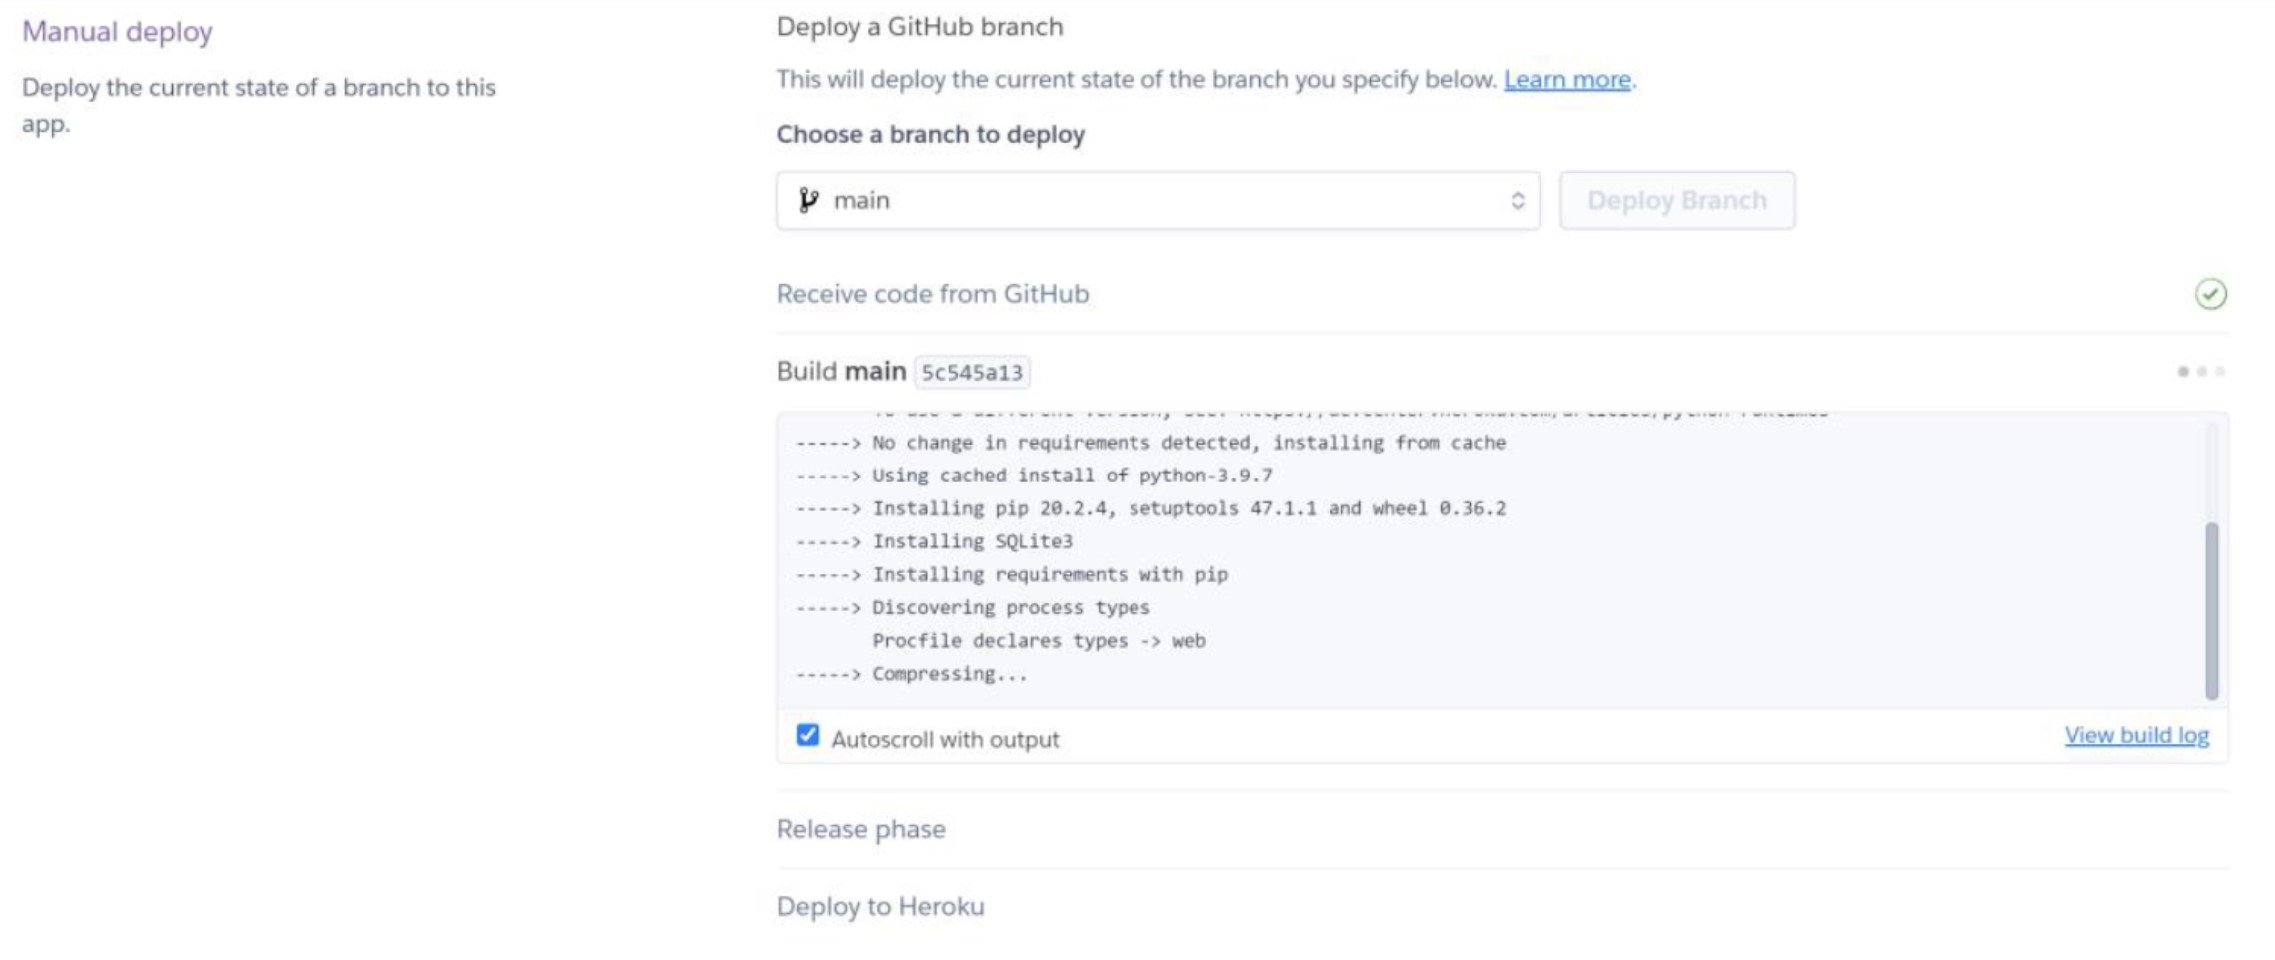 Manual deploy
Deploy the current state of a branch to this
app.
Deploy a GitHub branch
This will deploy the current state of the branch you specify below. Learn more.
Choose a branch to deploy
main
Deploy Branch
Receive code from GitHub
Build main 5c545a13
-----> No change in requirements detected, installing from cache
-----> Using cached install of python-3.9.7
-----> Installing pip 20.2.4, setuptools 47.1.1 and wheel 0.36.2
-----> Installing SQLite3
-----> Installing requirements with pip
-----> Discovering process types
Procfile declares types -> web
-----> Compressing...
Autoscroll with output
View build log
Release phase
Deploy to Heroku